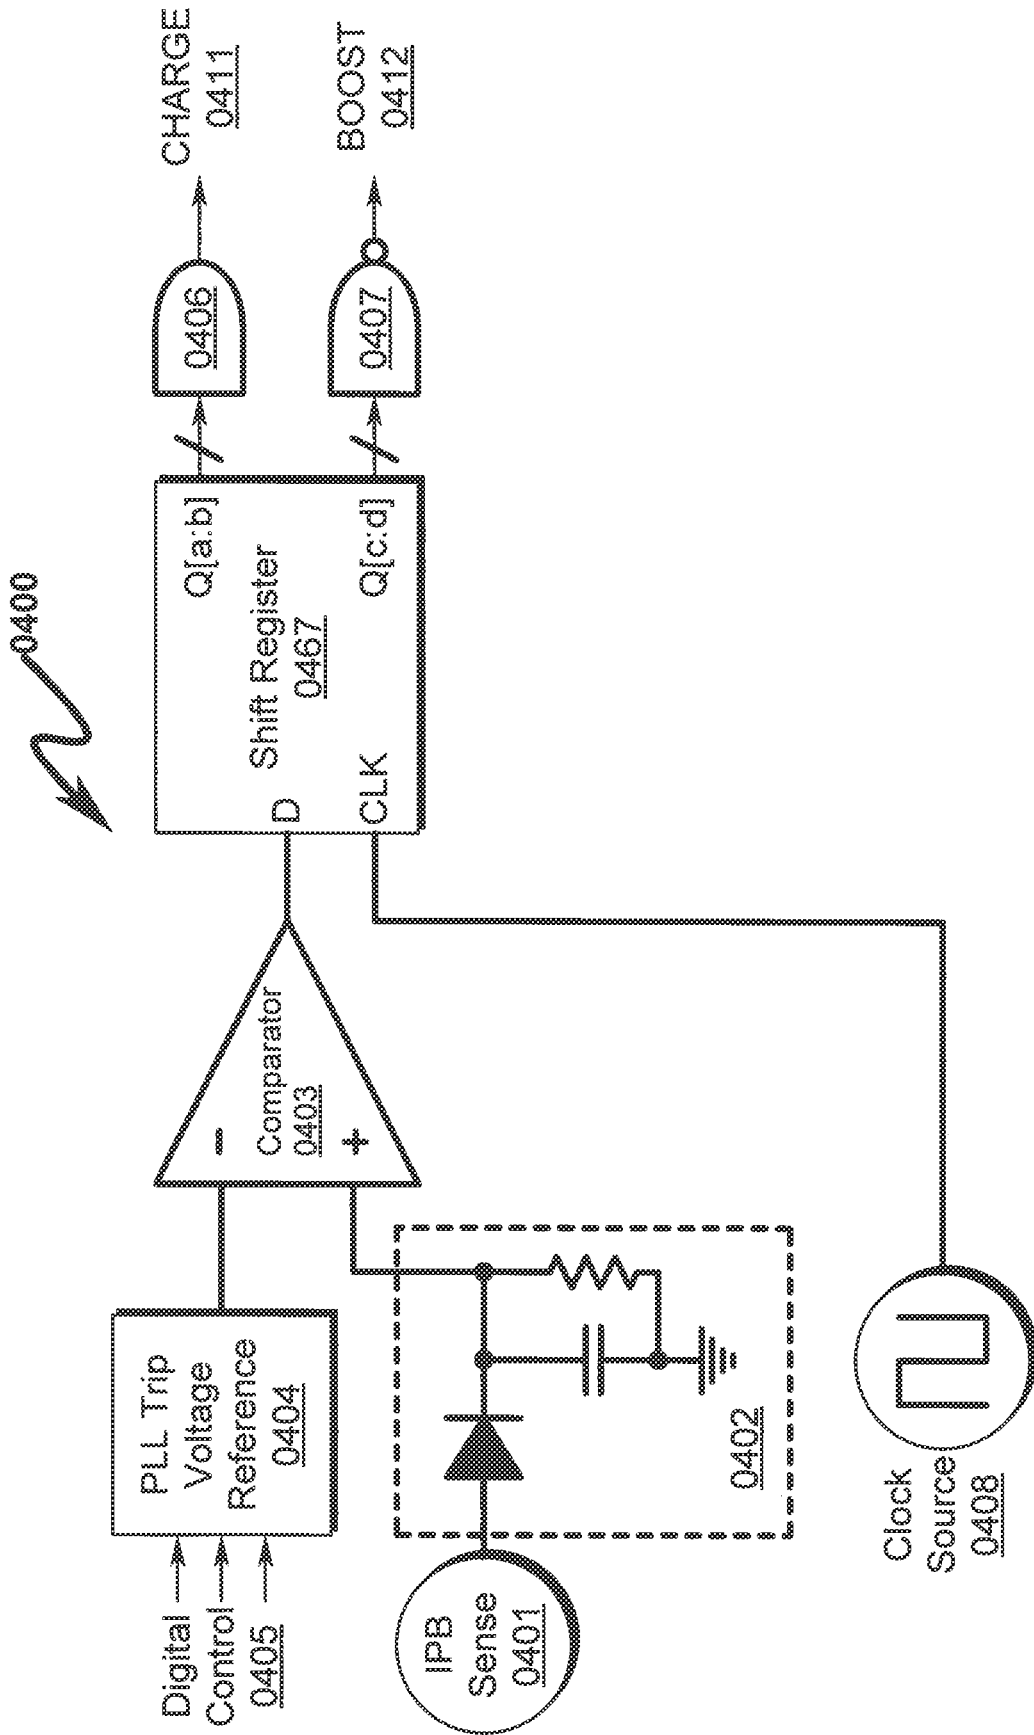 0400
Digital
Control
0405
PLL Trip
Voltage
Reference
0404
IPB
Sense
0401
0402
-
Comparator
0403
+
D
CLK
Shift Register
0467
Q[a:b]
Q[c:d]
0406
0407
CHARGE
0411
BOOST
0412
Clock
Source
0408